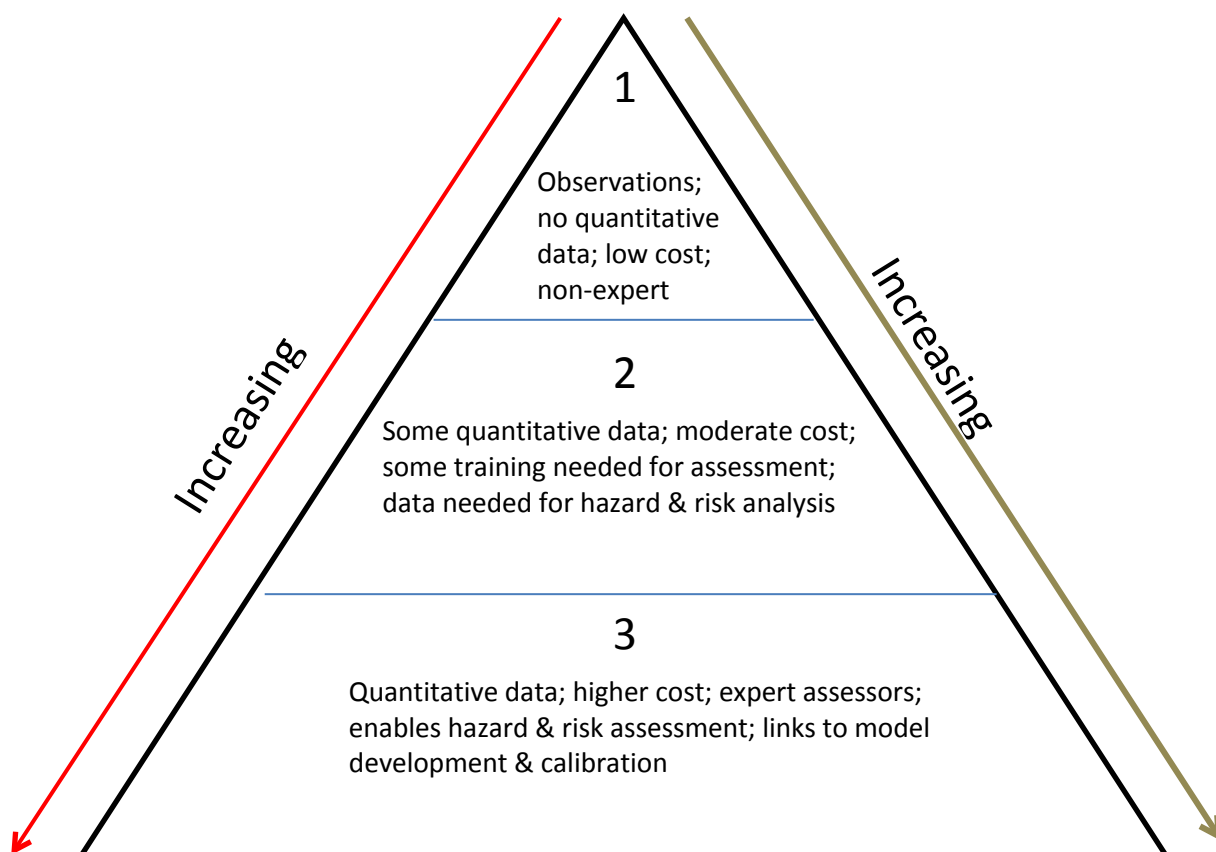 1
Observations;
no quantitative
data; low cost;
non-expert
Increasing
Increasing
2
Some quantitative data; moderate cost;
some training needed for assessment;
data needed for hazard & risk analysis
3
Quantitative data; higher cost; expert assessors;
enables hazard & risk assessment; links to model
development & calibration